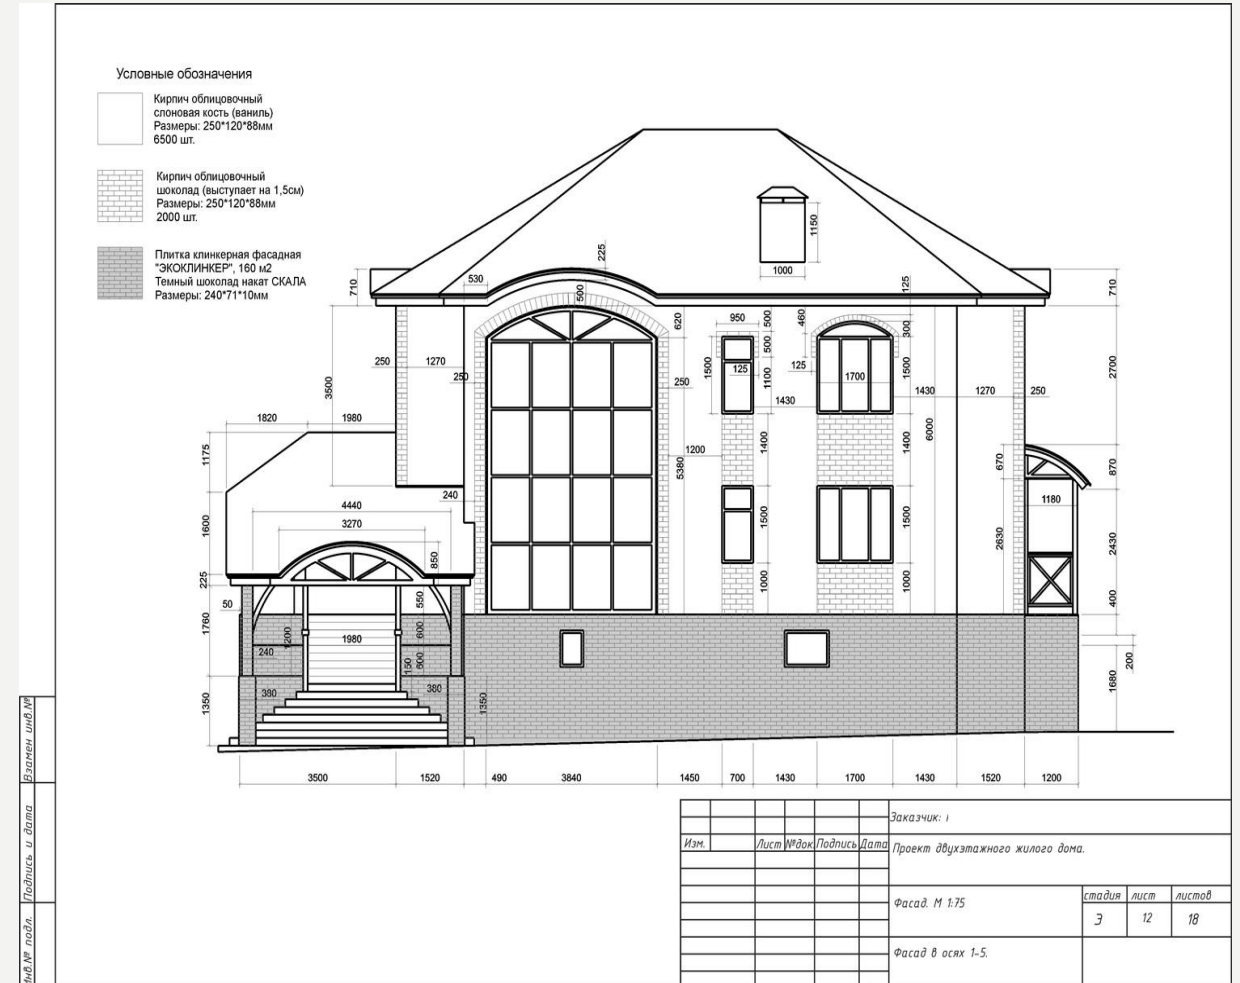 Условные обозначения
Кирпич облицовочный
слоновая кость (ваниль)
Размеры: 250*120*88мм
6500 шт.
Кирпич облицовочный
шоколад (выступает на 1,5см)
Размеры: 250*120*88мм
2000 шт.
Плитка клинкерная фасадная
"ЭКОКЛИНКЕР", 160 м2
Темный шоколад накат СКАЛА
Размеры: 240*71*10мм
1150
1000
225
530
500
125
710
710
250
1270
3500
250
620
250
950
500
460
300
500
1500
125
1100
125
1700
1500
1430
1430
1270
250
2700
6000
1820
1980
1175
1200
5380
1400
1400
670
870
240
4440
3270
1600
850
1500
1500
1180
2630
2430
225
50
550
1000
1000
400
1760
1200
1980
600
240
150
600
200
380
380
1350
1350
1680
3500
1520
490
3840
1450
700
1430
1700
1430
1520
1200
Взамен инв.№
Подпись и дата
Инв.№ подл.
Заказчик:
Изм.
Лист
№док
Подпись
Дата
Проект двухэтажного жилого дома.
Фасад. М 1:75
стадия
лист
листов
Э
12
18
Фасад в осях 1-5.